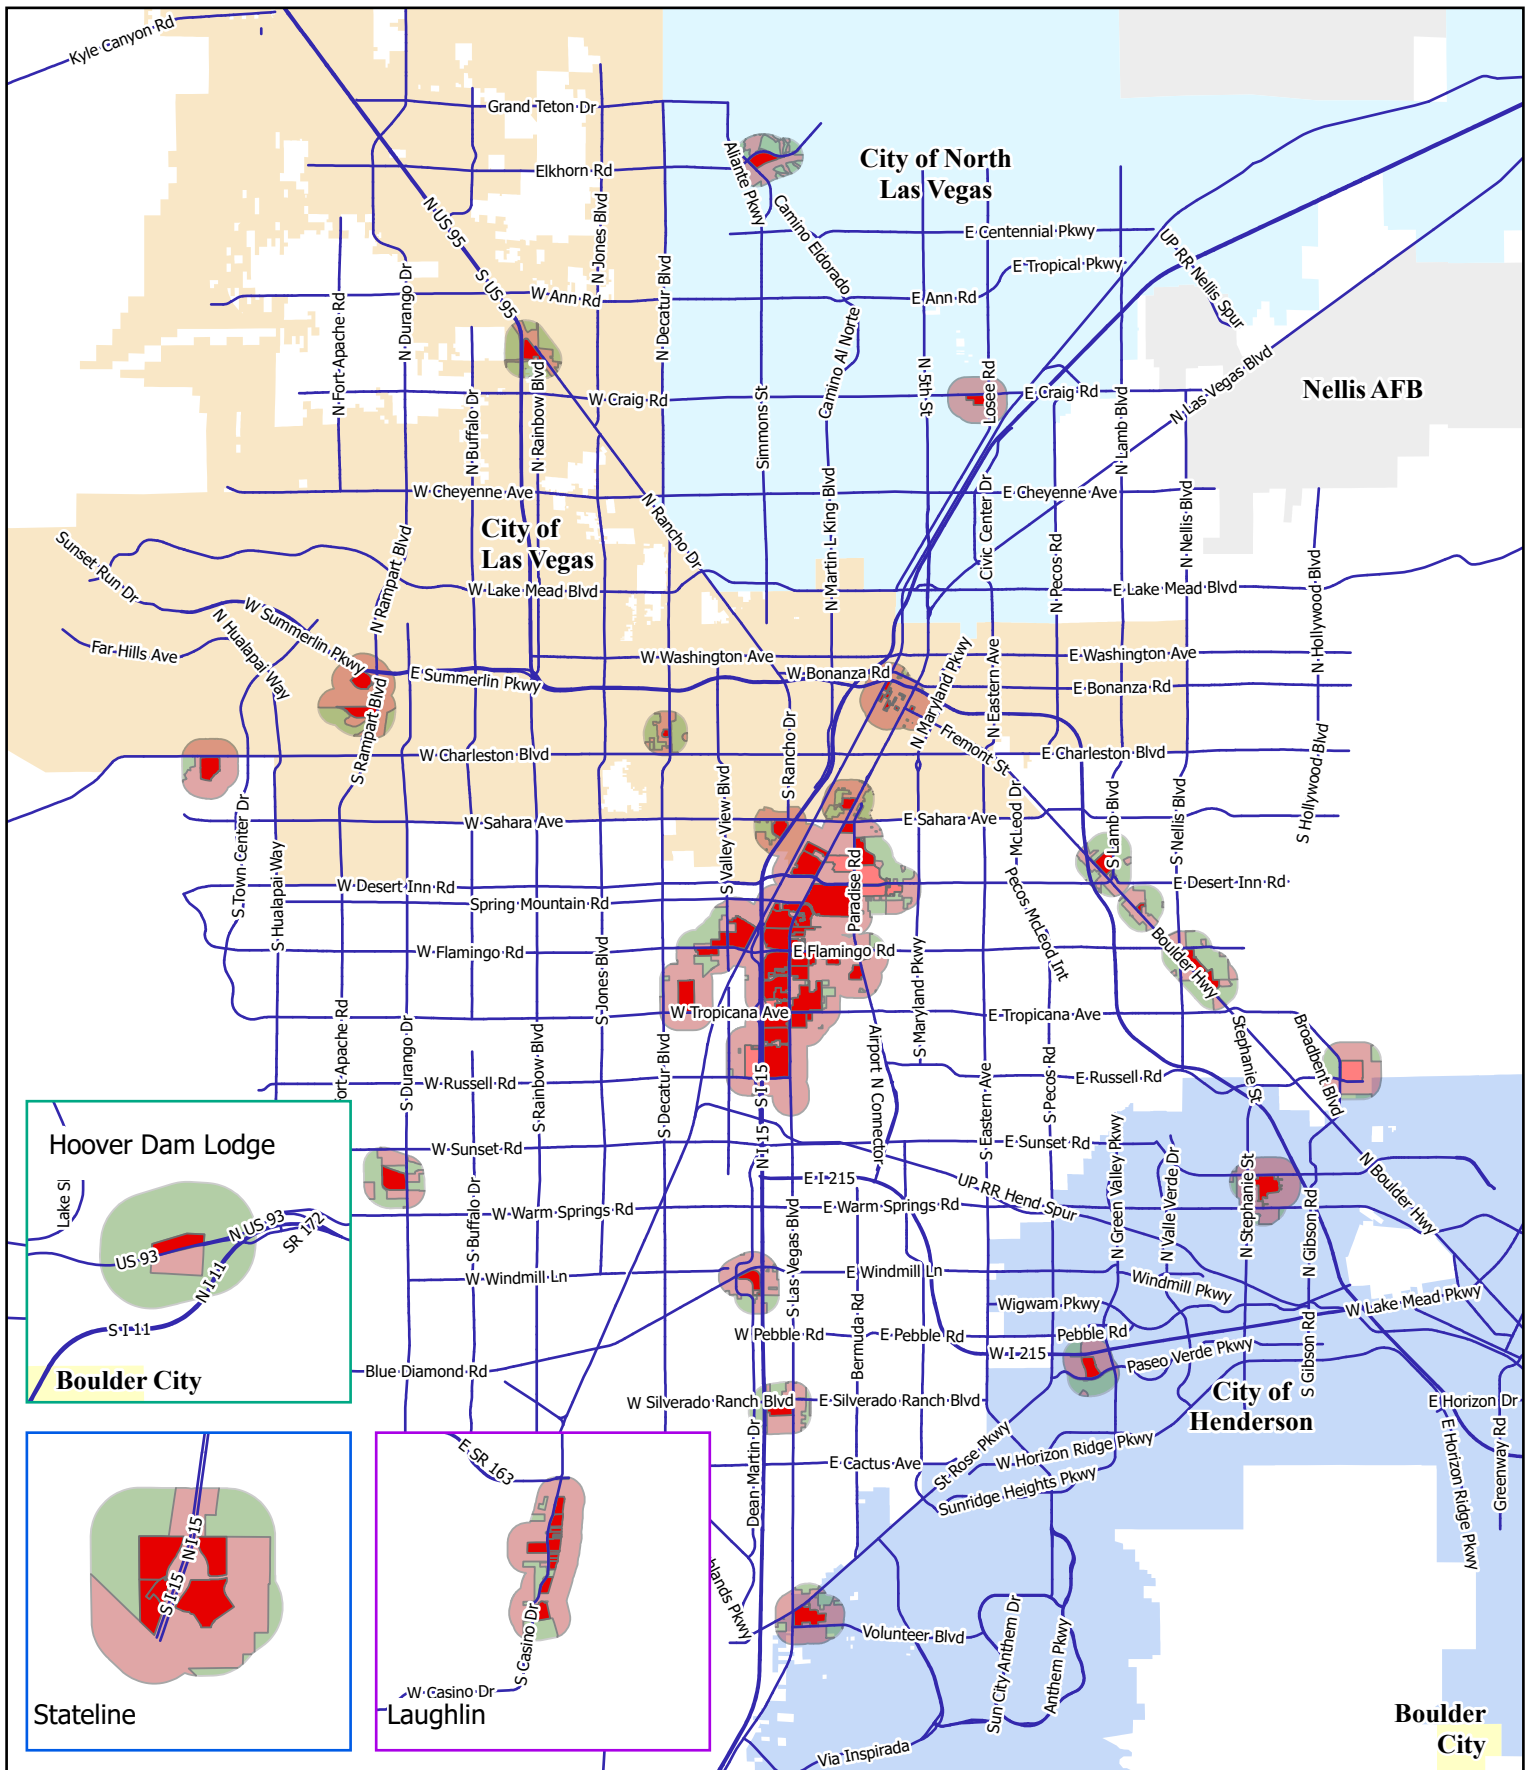 Kyle Canyon Rd
Grand Teton Dr
Elkhorn Rd
Aliante Pkwy
City of North
Las Vegas
N US 95
S US 95
N Jones Blvd
Camino Eldorado
E Centennial Pkwy
E Tropical Pkwy
UP RR Nellis Spur
W Ann Rd
E Ann Rd
N Fort Apache Rd
N Durango Dr
N Decatur Blvd
Camino Al Norte
N Buffalo Dr
N Rainbow Blvd
W Craig Rd
Simmons St
N 5th St
Losee Rd
E Craig Rd
N Lamb Blvd
N Las Vegas Blvd
Nellis AFB
W Cheyenne Ave
E Cheyenne Ave
N Martin L King Blvd
Civic Center Dr
N Pecos Rd
N Nellis Blvd
N Hollywood Blvd
City of
Las Vegas
N Rancho Dr
Sunset Run Dr
N Rampart Blvd
W Lake Mead Blvd
E Lake Mead Blvd
W Summerlin Pkwy
N Hualapai Way
Far Hills Ave
E Summerlin Pkwy
W Washington Ave
E Washington Ave
W Bonanza Rd
E Bonanza Rd
N Maryland Pkwy
N Eastern Ave
S Rampart Blvd
S Rancho Dr
Fremont St
W Charleston Blvd
E Charleston Blvd
S Hollywood Blvd
S Town Center Dr
S Hualapai Way
W Sahara Ave
E Sahara Ave
S Valley View Blvd
McLeod Dr
S Lamb Blvd
S Nellis Blvd
W Desert Inn Rd
E Desert Inn Rd
Spring Mountain Rd
Paradise Rd
Pecos McLeod Int
W Flamingo Rd
E Flamingo Rd
Boulder Hwy
S Jones Blvd
S Maryland Pkwy
W Tropicana Ave
E Tropicana Ave
Fort Apache Rd
S Durango Dr
S Rainbow Blvd
S Decatur Blvd
Airport N Connector
S Eastern Ave
S Pecos Rd
Stephanie St
Broadbent Blvd
W Russell Rd
E Russell Rd
S I 15
N I 15
W Sunset Rd
E Sunset Rd
E I 215
UP RR Hend Spur
N Green Valley Pkwy
N Valle Verde Dr
N Stephanie St
N Gibson Rd
N Boulder Hwy
S Buffalo Dr
W Warm Springs Rd
E Warm Springs Rd
S Las Vegas Blvd
W Windmill Ln
E Windmill Ln
Windmill Pkwy
Bermuda Rd
Wigwam Pkwy
W Lake Mead Pkwy
W Pebble Rd
E Pebble Rd
Pebble Rd
W I 215
Paseo Verde Pkwy
S Gibson Rd
Blue Diamond Rd
City of
Henderson
W Silverado Ranch Blvd
E Silverado Ranch Blvd
E Horizon Dr
Dean Martin Dr
E Cactus Ave
St Rose Pkwy
W Horizon Ridge Pkwy
Sunridge Heights Pkwy
E Horizon Ridge Pkwy
Greenway Rd
hlands Pkwy
Volunteer Blvd
Sun City Anthem Dr
Anthem Pkwy
Via Inspirada
Boulder
City
Hoover Dam Lodge
US 93
N US 93
SR 172
N I 11
S I 11
Boulder City
N I 15
S I 15
Stateline
E SR 163
S Casino Dr
W Casino Dr
Laughlin